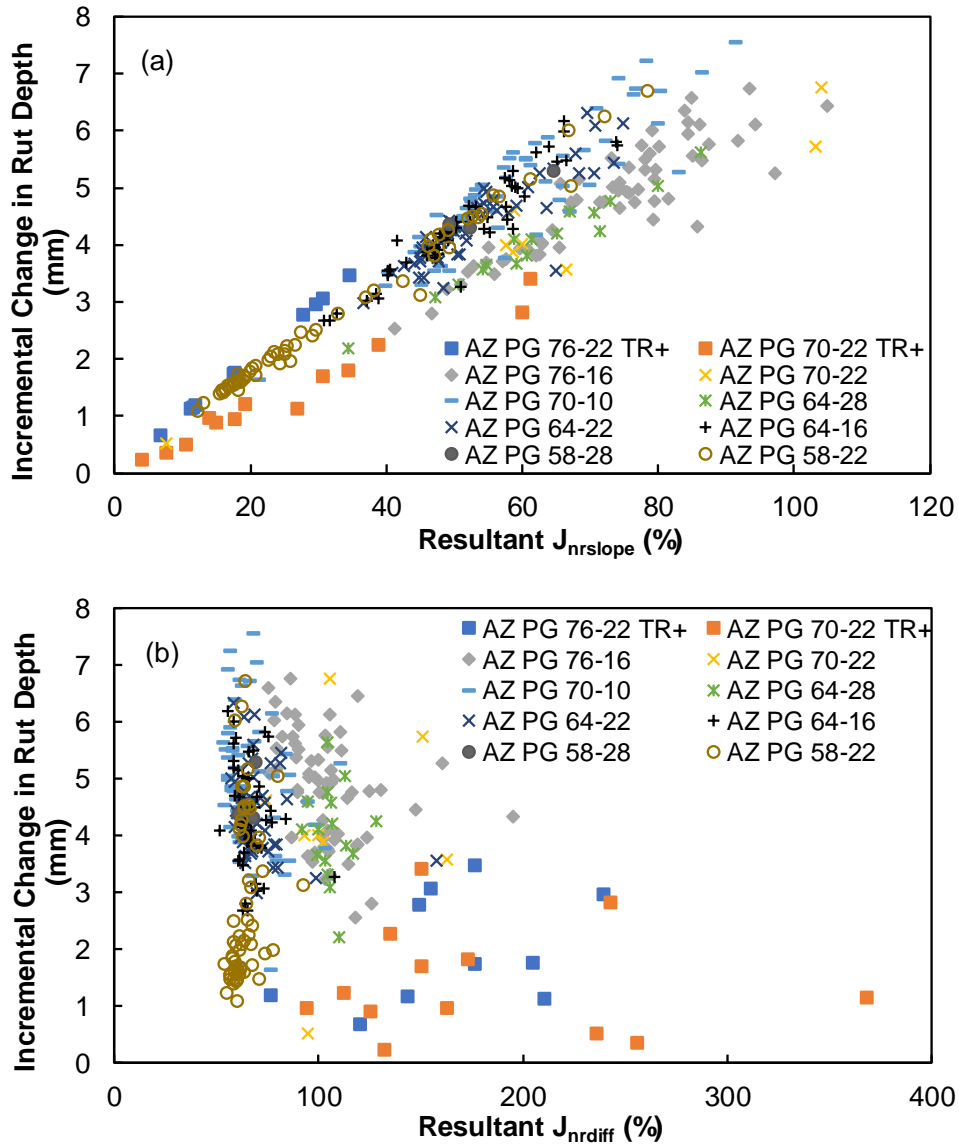 (a)
Incremental Change in Rut Depth
(mm)
8
7
6
5
4
3
2
1
0
AZ PG 76-22 TR+ AZ PG 70-22 TR+
AZ PG 76-16 AZ PG 70-22
AZ PG 70-10 AZ PG 64-28
AZ PG 64-22 AZ PG 64-16
AZ PG 58-28 AZ PG 58-22
0 20 40 60 80 100 120
Resultant Jnrslope (%)
(b)
Incremental Change in Rut Depth
(mm)
8
7
6
5
4
3
2
1
0
AZ PG 76-22 TR+ AZ PG 70-22 TR+
AZ PG 76-16 AZ PG 70-22
AZ PG 70-10 AZ PG 64-28
AZ PG 64-22 AZ PG 64-16
AZ PG 58-28 AZ PG 58-22
0 100 200 300 400
Resultant Jnrdiff (%)